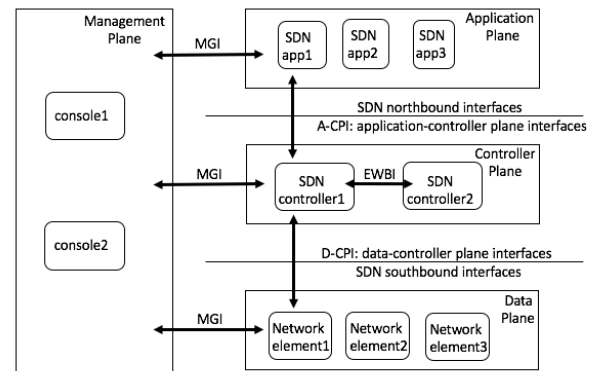 Management
Plane
console1
console2
MGI
MGI
MGI
Application
Plane
SDN
app1
SDN
app2
SDN
app3
SDN northbound interfaces
A-CPI: application-controller plane interfaces
Controller
Plane
SDN
controller1
EWBI
SDN
controller2
D-CPI: data-controller plane interfaces
SDN southbound interfaces
Data
Plane
Network
element1
Network
element2
Network
element3